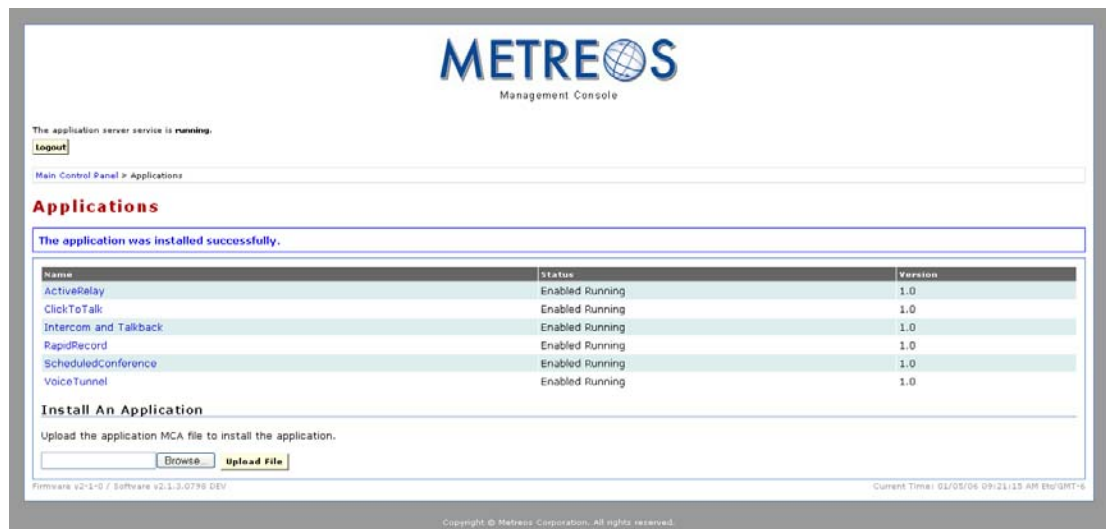 METREOS
Management Console
The application server service is running.
Logout
Main Control Panel > Applications
Applications
The application was installed successfully.
Name Status Version
ActiveRelay Enabled Running 1.0
ClickToTalk Enabled Running 1.0
Intercom and Talkback Enabled Running 1.0
RapidRecord Enabled Running 1.0
ScheduledConference Enabled Running 1.0
VoiceTunnel Enabled Running 1.0
Install An Application
Upload the application MCA file to install the application.
Browse... Upload File
Firmware v2-1-0 / Software v2.1.3.0798 DEV Current Time: 01/05/06 09:21:15 AM Etc/GMT-6
Copyright © Metreos Corporation. All rights reserved.